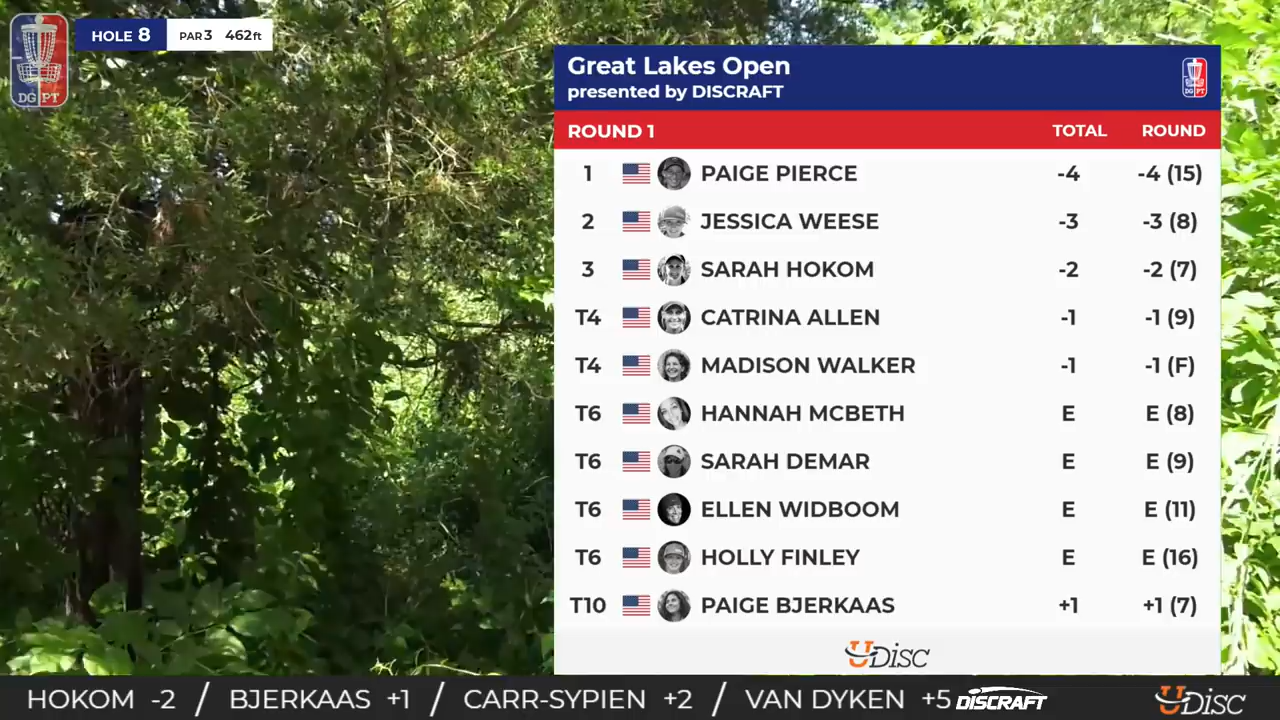 HOLE 8 PAR 3 462ft
DG PT
Great Lakes Open
presented by DISCRAFT
DG PT
ROUND 1 TOTAL ROUND
1 PAIGE PIERCE -4 -4 (15)
2 JESSICA WEESE -3 -3 (8)
3 SARAH HOKOM -2 -2 (7)
T4 CATRINA ALLEN -1 -1 (9)
T4 MADISON WALKER -1 -1 (F)
T6 HANNAH MCBETH E E (8)
T6 SARAH DEMAR E E (9)
T6 ELLEN WIDBOOM E E (11)
T6 HOLLY FINLEY E E (16)
T10 PAIGE BJERKAAS +1 +1 (7)
UDisc
HOKOM -2 / BJERKAAS +1 / CARR-SYPIEN +2 / VAN DYKEN +5 DISCRAFT UDisc